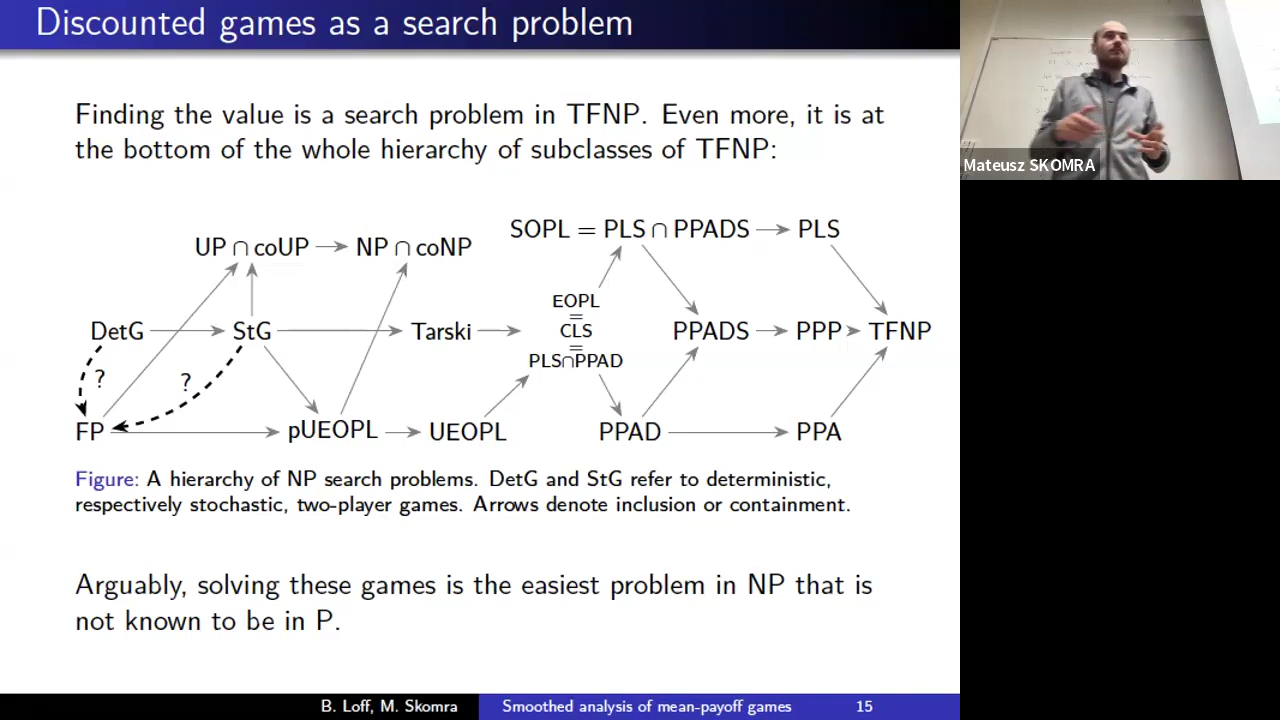 Discounted games as a search problem
Finding the value is a search problem in TFNP. Even more, it is at
the bottom of the whole hierarchy of subclasses of TFNP:
SOPL = PLS ∩ PPADS
PLS
UP ∩ coUP
NP ∩ coNP
EOPL
=
CLS
=
PLS∩PPAD
DetG
StG
Tarski
PPADS
PPP
TFNP
?
?
FP
pUEOPL
UEOPL
PPAD
PPA
Figure: A hierarchy of NP search problems. DetG and StG refer to deterministic,
respectively stochastic, two-player games. Arrows denote inclusion or containment.
Arguably, solving these games is the easiest problem in NP that is
not known to be in P.
B. Loff, M. Skomra
Smoothed analysis of mean-payoff games
15
Mateusz SKOMRA